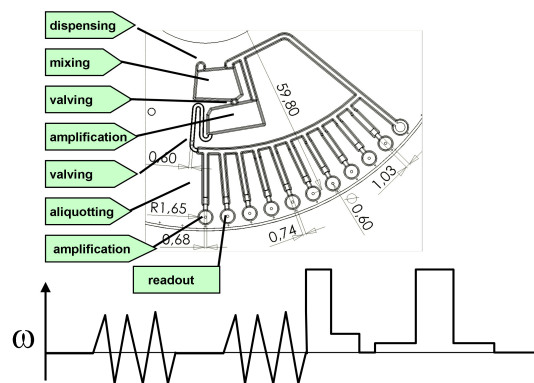 dispensing
mixing
valving
amplification
valving
aliquotting
amplification
readout
59,80
0,60
R1,65
0,68
0,74
∅ 0,60
1,03
ω